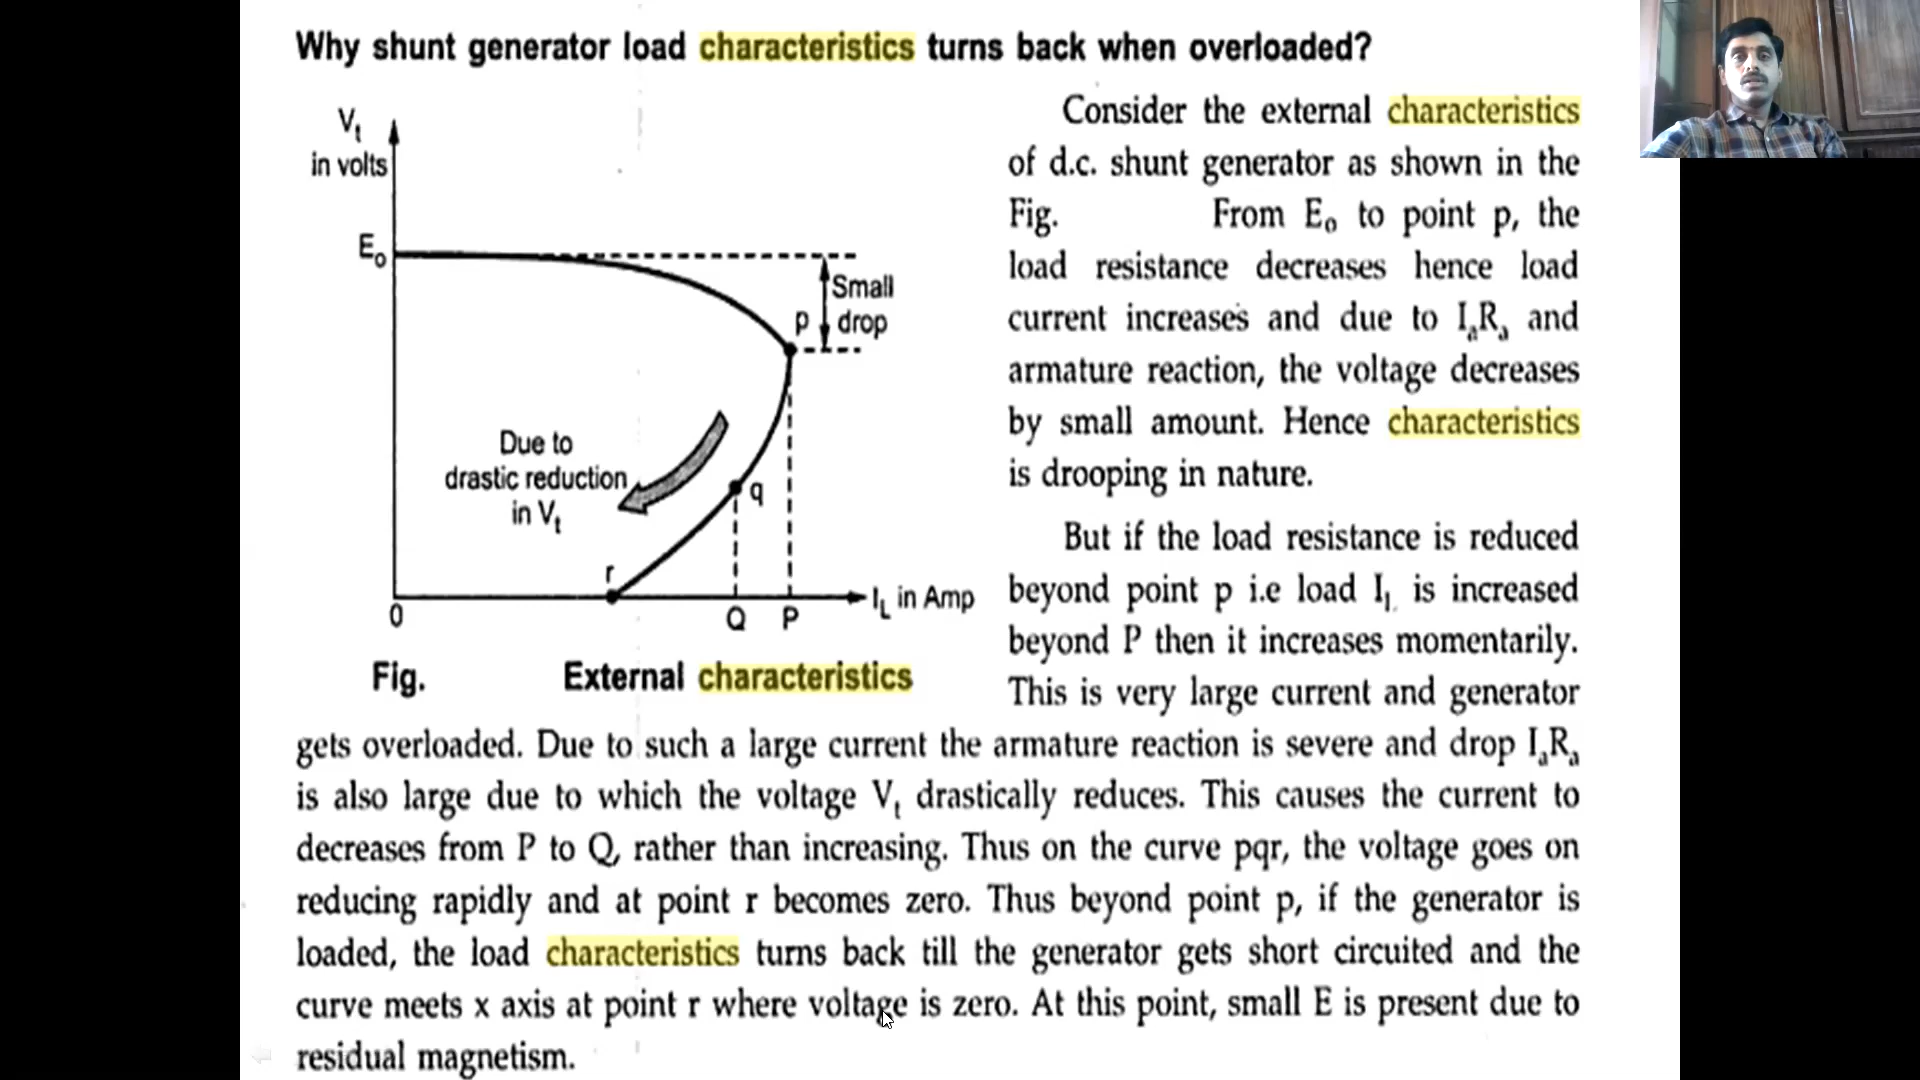 Why shunt generator load characteristics turns back when overloaded?
Vt
in volts
Eo
Small
p drop
Due to
drastic reduction
in Vt
q
r
0
Q P
IL in Amp
Fig. External characteristics
Consider the external characteristics
of d.c. shunt generator as shown in the
Fig. From Eo to point p, the
load resistance decreases hence load
current increases and due to IaRa and
armature reaction, the voltage decreases
by small amount. Hence characteristics
is drooping in nature.
But if the load resistance is reduced
beyond point p i.e load IL is increased
beyond P then it increases momentarily.
This is very large current and generator
gets overloaded. Due to such a large current the armature reaction is severe and drop IaRa
is also large due to which the voltage Vt drastically reduces. This causes the current to
decreases from P to Q, rather than increasing. Thus on the curve pqr, the voltage goes on
reducing rapidly and at point r becomes zero. Thus beyond point p, if the generator is
loaded, the load characteristics turns back till the generator gets short circuited and the
curve meets x axis at point r where voltage is zero. At this point, small E is present due to
residual magnetism.